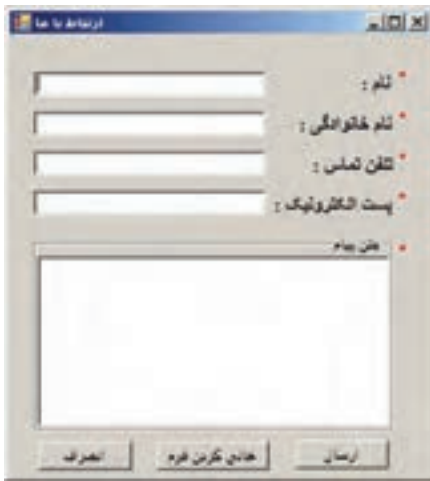 ارتباط با ما
* نام :
* نام خانوادگی :
* تلفن تماس :
* پست الکترونیک :
* متن پیام
ارسال خالی کردن فرم انصراف